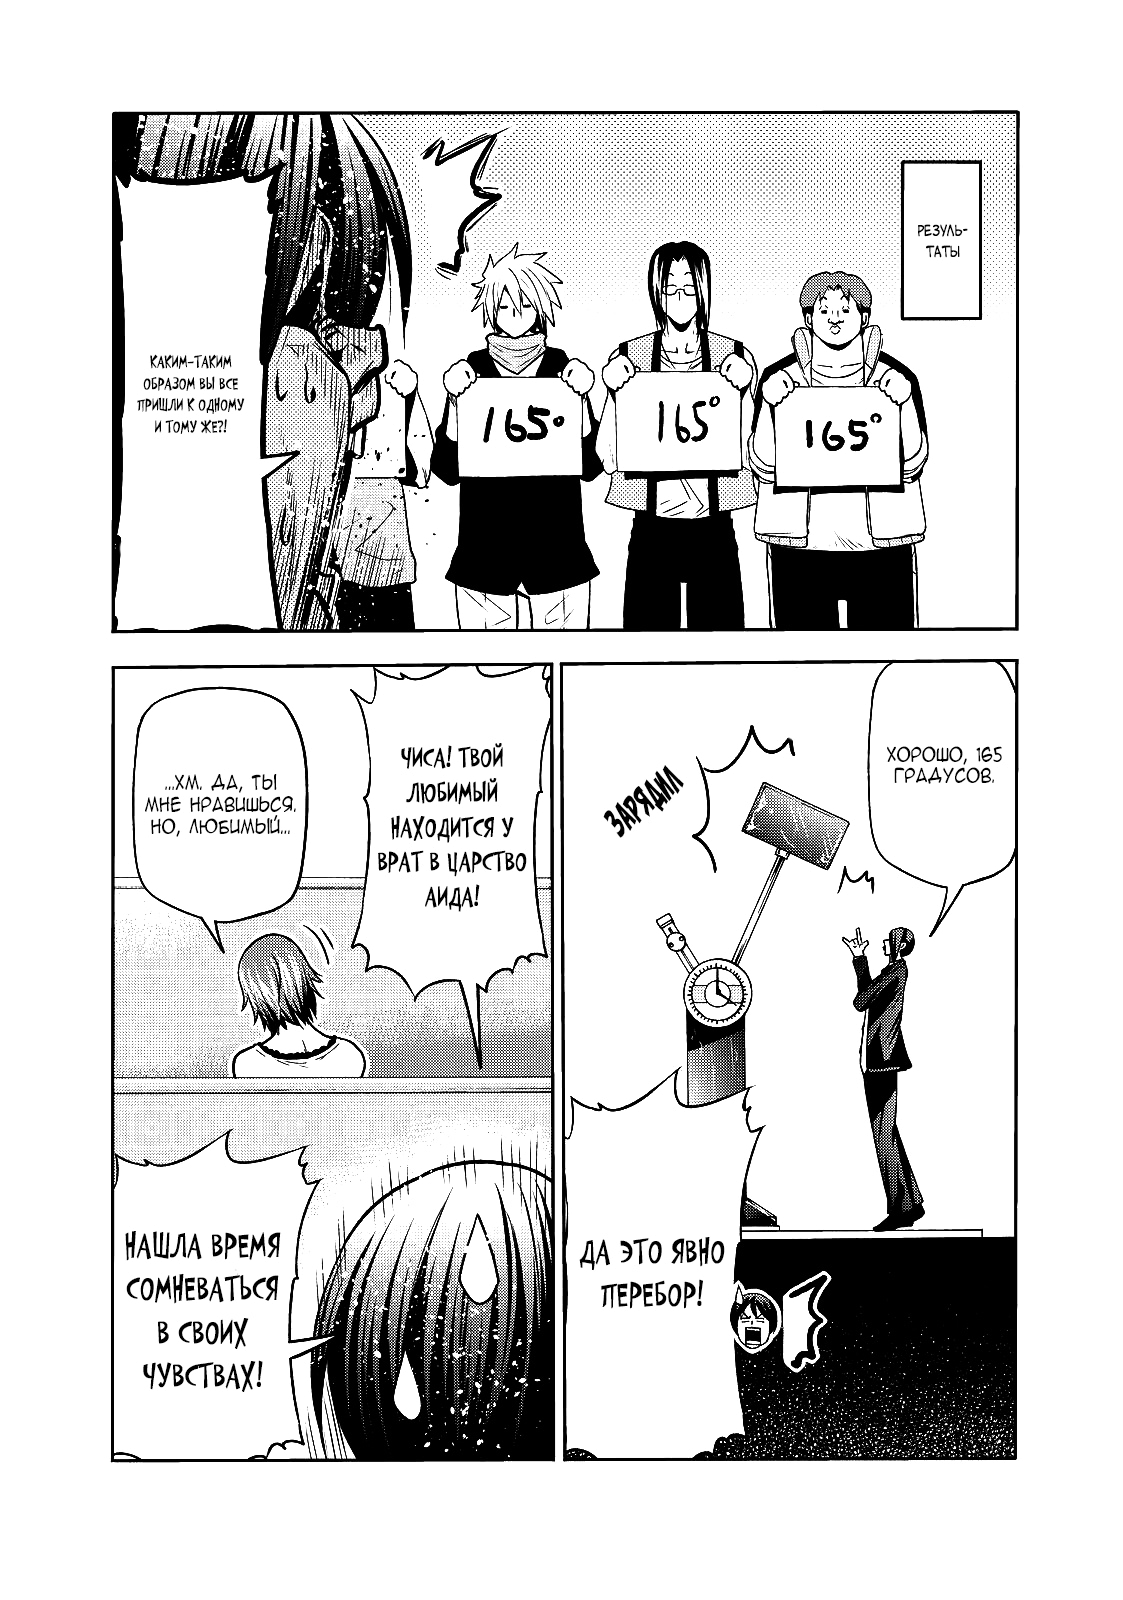 РЕЗУЛЬ-
ТАТЫ
165°
165°
165°
КАКИМ-ТАКИМ
ОБРАЗОМ ВЫ ВСЕ
ПРИШЛИ К ОДНОМУ
И ТОМУ ЖЕ?!
ХОРОШО, 165
ГРАДУСОВ.
ЗАРЯДИЛ
ДА ЭТО ЯВНО
ПЕРЕБОР!
ЧИСА! ТВОЙ
ЛЮБИМЫЙ
НАХОДИТСЯ У
ВРАТ В ЦАРСТВО
АИДА!
...ХМ. ДА, ТЫ
МНЕ НРАВИШЬСЯ.
НО, ЛЮБИМЫЙ...
НАШЛА ВРЕМЯ
СОМНЕВАТЬСЯ
В СВОИХ
ЧУВСТВАХ!